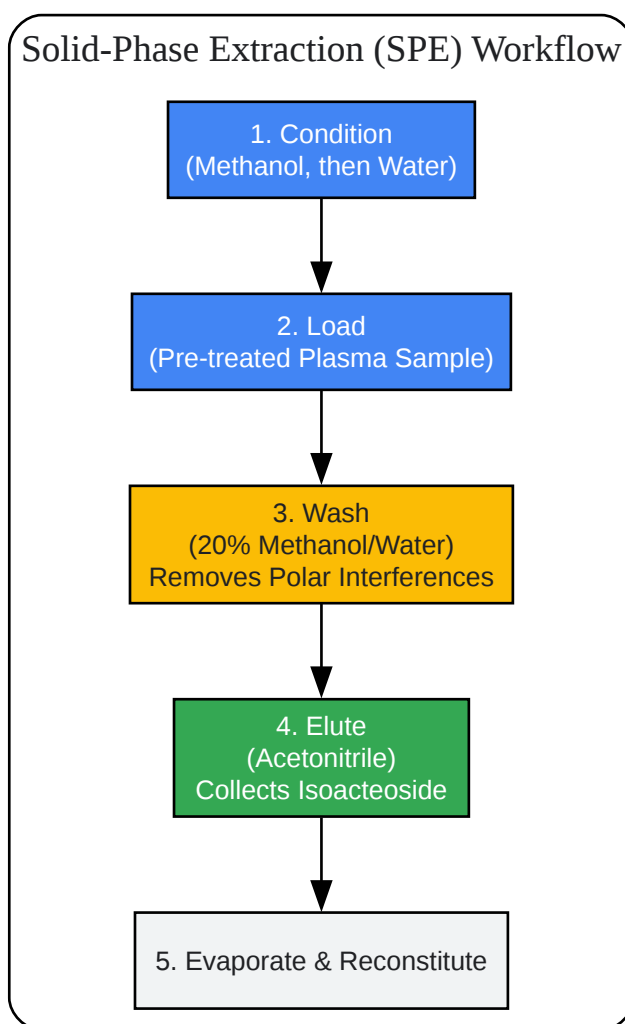 Solid-Phase Extraction (SPE) Workflow
1. Condition
(Methanol, then Water)
2. Load
(Pre-treated Plasma Sample)
3. Wash
(20% Methanol/Water)
Removes Polar Interferences
4. Elute
(Acetonitrile)
Collects Isoacteoside
5. Evaporate & Reconstitute